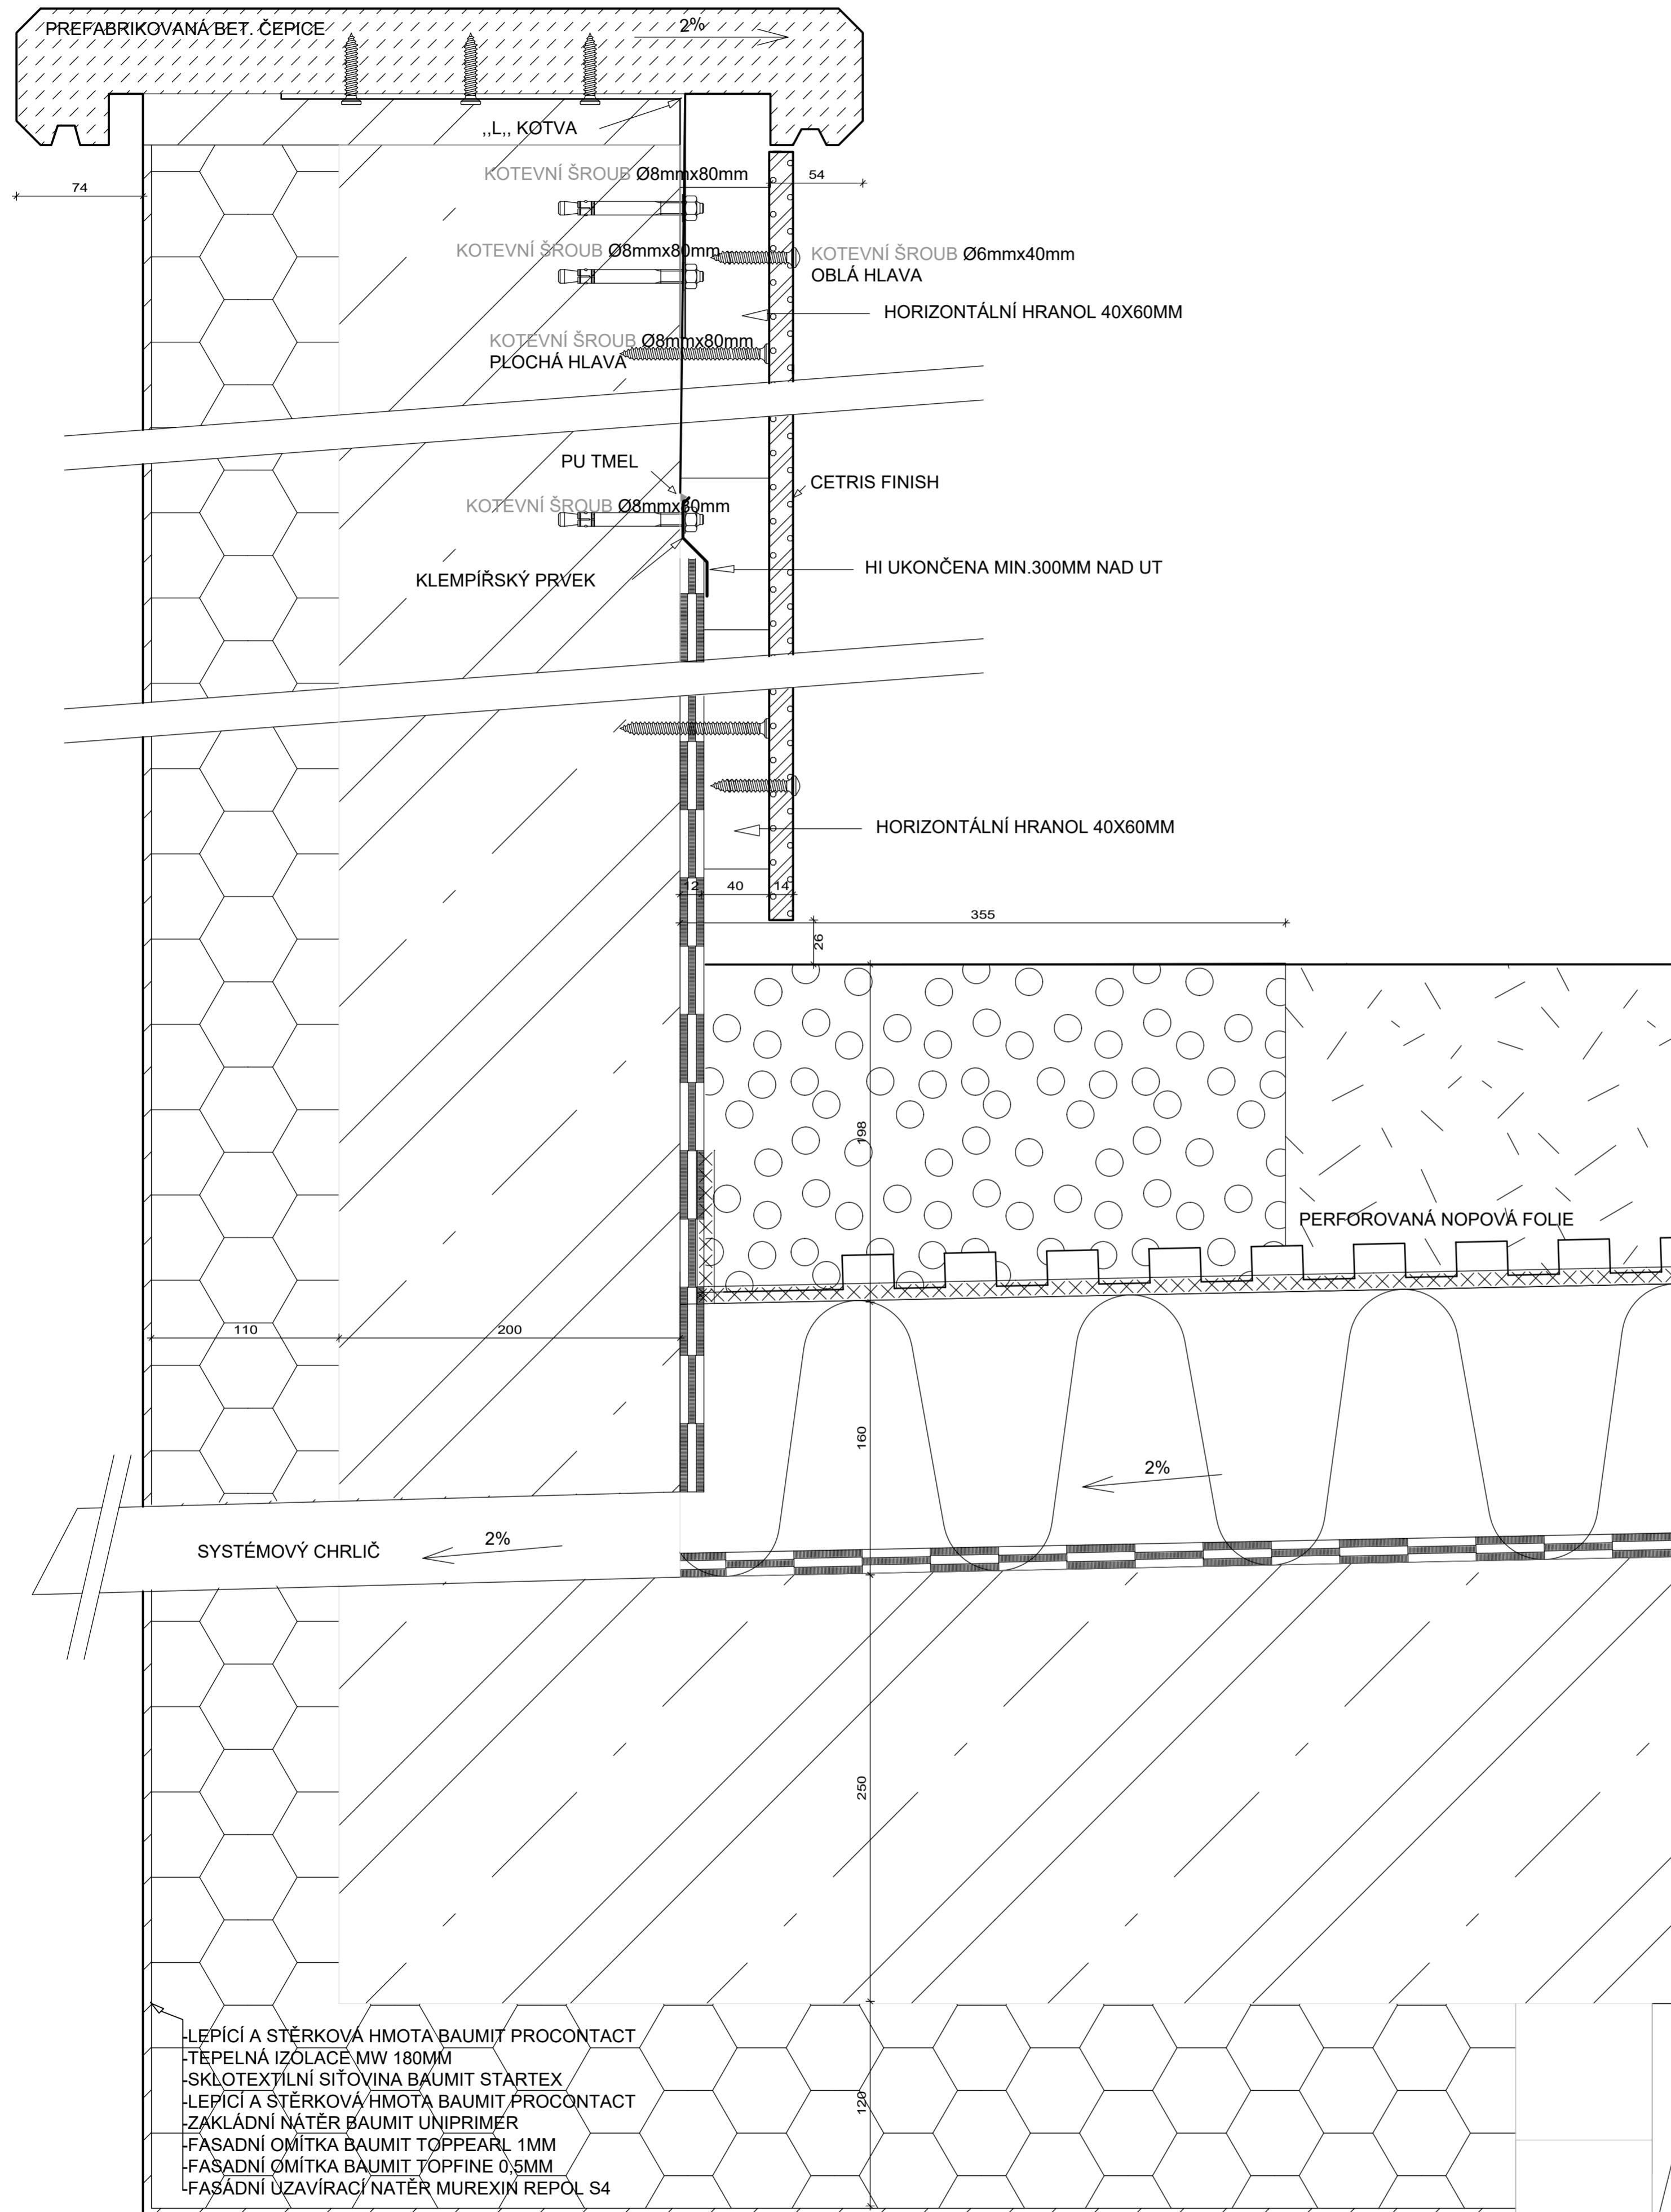 PREFABRIKOVANÁ BET. ČEPICE
2%
,,L,, KOTVA
74
KOTEVNÍ ŠROUB Ø8mmx80mm
54
KOTEVNÍ ŠROUB Ø8mmx80mm
KOTEVNÍ ŠROUB Ø6mmx40mm
OBLÁ HLAVA
HORIZONTÁLNÍ HRANOL 40X60MM
KOTEVNÍ ŠROUB Ø8mmx80mm
PLOCHÁ HLAVA
PU TMEL
CETRIS FINISH
KOTEVNÍ ŠROUB Ø8mmx80mm
KLEMPÍŘSKÝ PRVEK
HI UKONČENA MIN.300MM NAD UT
HORIZONTÁLNÍ HRANOL 40X60MM
12
40
14
355
26
198
PERFOROVANÁ NOPOVÁ FOLIE
110
200
160
2%
SYSTÉMOVÝ CHRLIČ
2%
250
120
-LEPÍCÍ A STĚRKOVÁ HMOTA BAUMIT PROCONTACT
-TEPELNÁ IZOLACE MW 180MM
-SKLOTEXTILNÍ SIŤOVINA BAUMIT STARTEX
-LEPÍCÍ A STĚRKOVÁ HMOTA BAUMIT PROCONTACT
-ZAKLÁDNÍ NÁTĚR BAUMIT UNIPRIMER
-FASADNÍ OMÍTKA BAUMIT TOPPEARL 1MM
-FASADNÍ OMÍTKA BAUMIT TOPFINE 0,5MM
-FASÁDNÍ UZAVÍRACÍ NATĚR MUREXIN REPOL S4